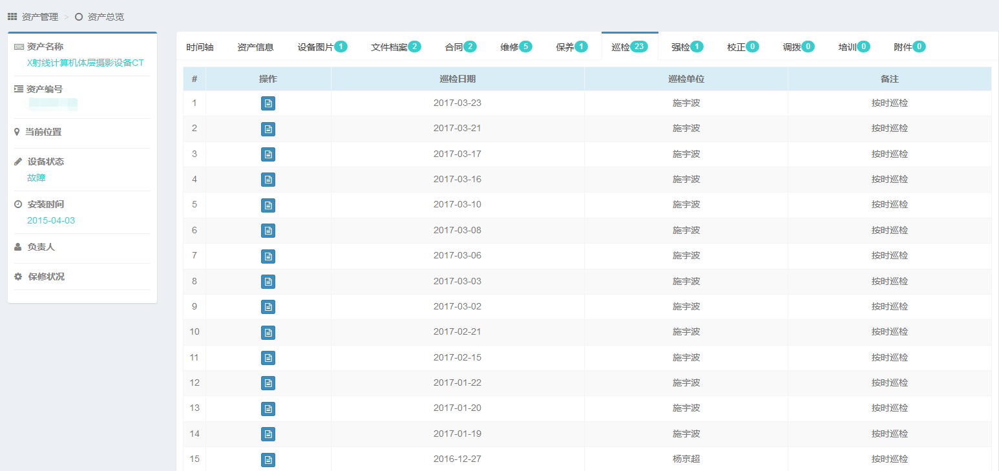 资产管理 > 资产总览
资产名称
X射线计算机体层摄影设备CT
资产编号
当前位置
设备状态
故障
安装时间
2015-04-03
负责人
保修状况
时间轴 资产信息 设备图片 1 文件档案 2 合同 2 维修 5 保养 1 巡检 23 强检 1 校正 0 调拨 0 培训 0 附件 0
# 操作 巡检日期 巡检单位 备注
1 2017-03-23 施宇波 按时巡检
2 2017-03-21 施宇波 按时巡检
3 2017-03-17 施宇波 按时巡检
4 2017-03-16 施宇波 按时巡检
5 2017-03-10 施宇波 按时巡检
6 2017-03-08 施宇波 按时巡检
7 2017-03-06 施宇波 按时巡检
8 2017-03-03 施宇波 按时巡检
9 2017-03-02 施宇波 按时巡检
10 2017-02-21 施宇波 按时巡检
11 2017-02-15 施宇波 按时巡检
12 2017-01-22 施宇波 按时巡检
13 2017-01-20 施宇波 按时巡检
14 2017-01-19 施宇波 按时巡检
15 2016-12-27 杨京超 按时巡检